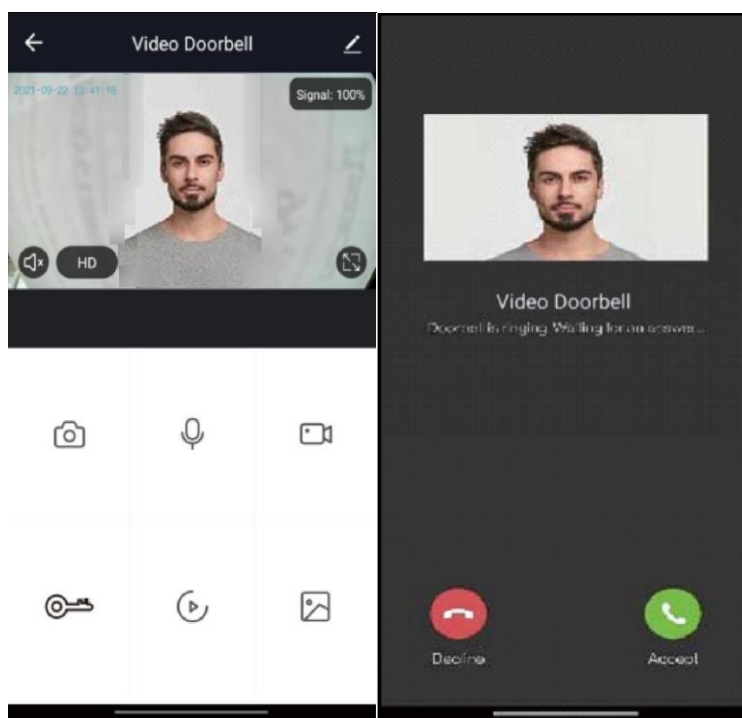 Video Doorbell
2021-09-22 13:41:16
Signal: 100%
HD
Video Doorbell
Doorbell is ringing. Waiting for an answer...
Decline
Accept